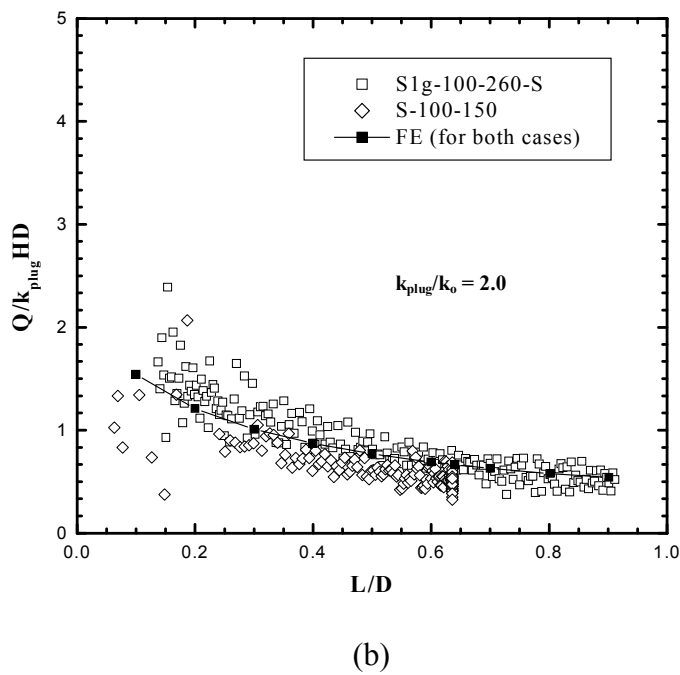 5
4
3
2
1
0
Q/k_plug HD
S1g-100-260-S
S-100-150
FE (for both cases)
k_plug/k_o = 2.0
0.0 0.2 0.4 0.6 0.8 1.0
L/D
(b)